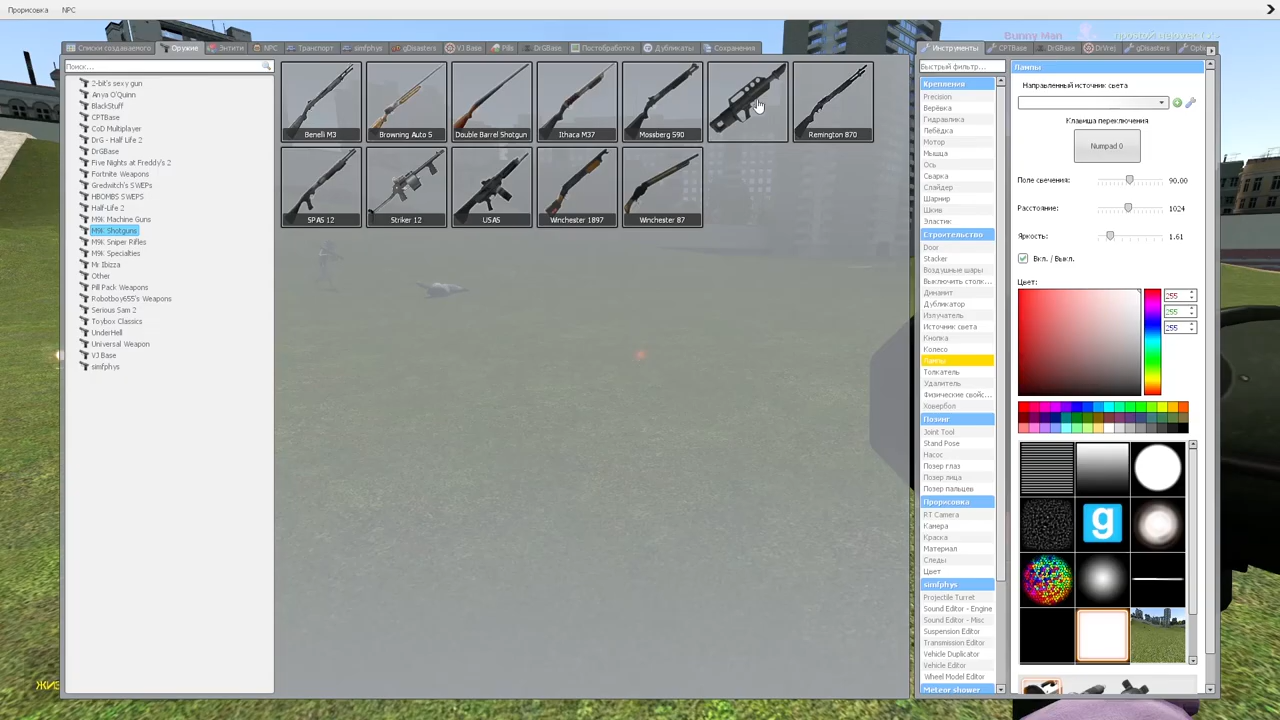 Прорисовка
NPC
Bunny Man
Списки создаваемого
Оружие
Энтити
NPC
Транспорт
simfphys
gDisasters
VJ Base
Pills
DrGBase
Постобработка
Дубликаты
Сохранения
Инструменты
CPTBase
DrGBase
DrVrej
gDisasters
Поиск...
2-bit's sexy gun
Anya O'Quinn
BlackStuff
CPTBase
CoD Multiplayer
DrG - Half Life 2
DrGBase
Five Nights at Freddy's 2
Fortnite Weapons
Gredwitch's SWEPs
HBOMBS SWEPS
Half-Life 2
M9K Machine Guns
M9K Shotguns
M9K Sniper Rifles
M9K Specialties
Mr Ibizza
Other
Pill Pack Weapons
Robotboy655's Weapons
Serious Sam 2
Toybox Classics
UnderHell
Universal Weapon
VJ Base
simfphys
Benelli M3
Browning Auto 5
Double Barrel Shotgun
Ithaca M37
Mossberg 590
Remington 870
SPAS 12
Striker 12
USAS
Winchester 1897
Winchester 87
Быстрый фильтр...
Крепления
Precision
Верёвка
Гидравлика
Лебёдка
Мотор
Мышца
Ось
Сварка
Слайдер
Шарнир
Шкив
Эластик
Строительство
Door
Stacker
Воздушные шары
Выключить столк...
Динамит
Дубликатор
Излучатель
Источник света
Кнопка
Колесо
Лампы
Толкатель
Удалитель
Физические свойс...
Ховербол
Позинг
Joint Tool
Stand Pose
Насос
Позер глаз
Позер лица
Позер пальцев
Прорисовка
RT Camera
Камера
Краска
Материал
Следы
Цвет
simfphys
Projectile Turret
Sound Editor - Engine
Sound Editor - Misc
Suspension Editor
Transmission Editor
Vehicle Duplicator
Vehicle Editor
Wheel Model Editor
Meteor shower
Лампы
Направленный источник света
Клавиша переключения
Numpad 0
Поле свечения:
90.00
Расстояние:
1024
Яркость:
1.61
Вкл. / Выкл.
Цвет:
255
255
255
g